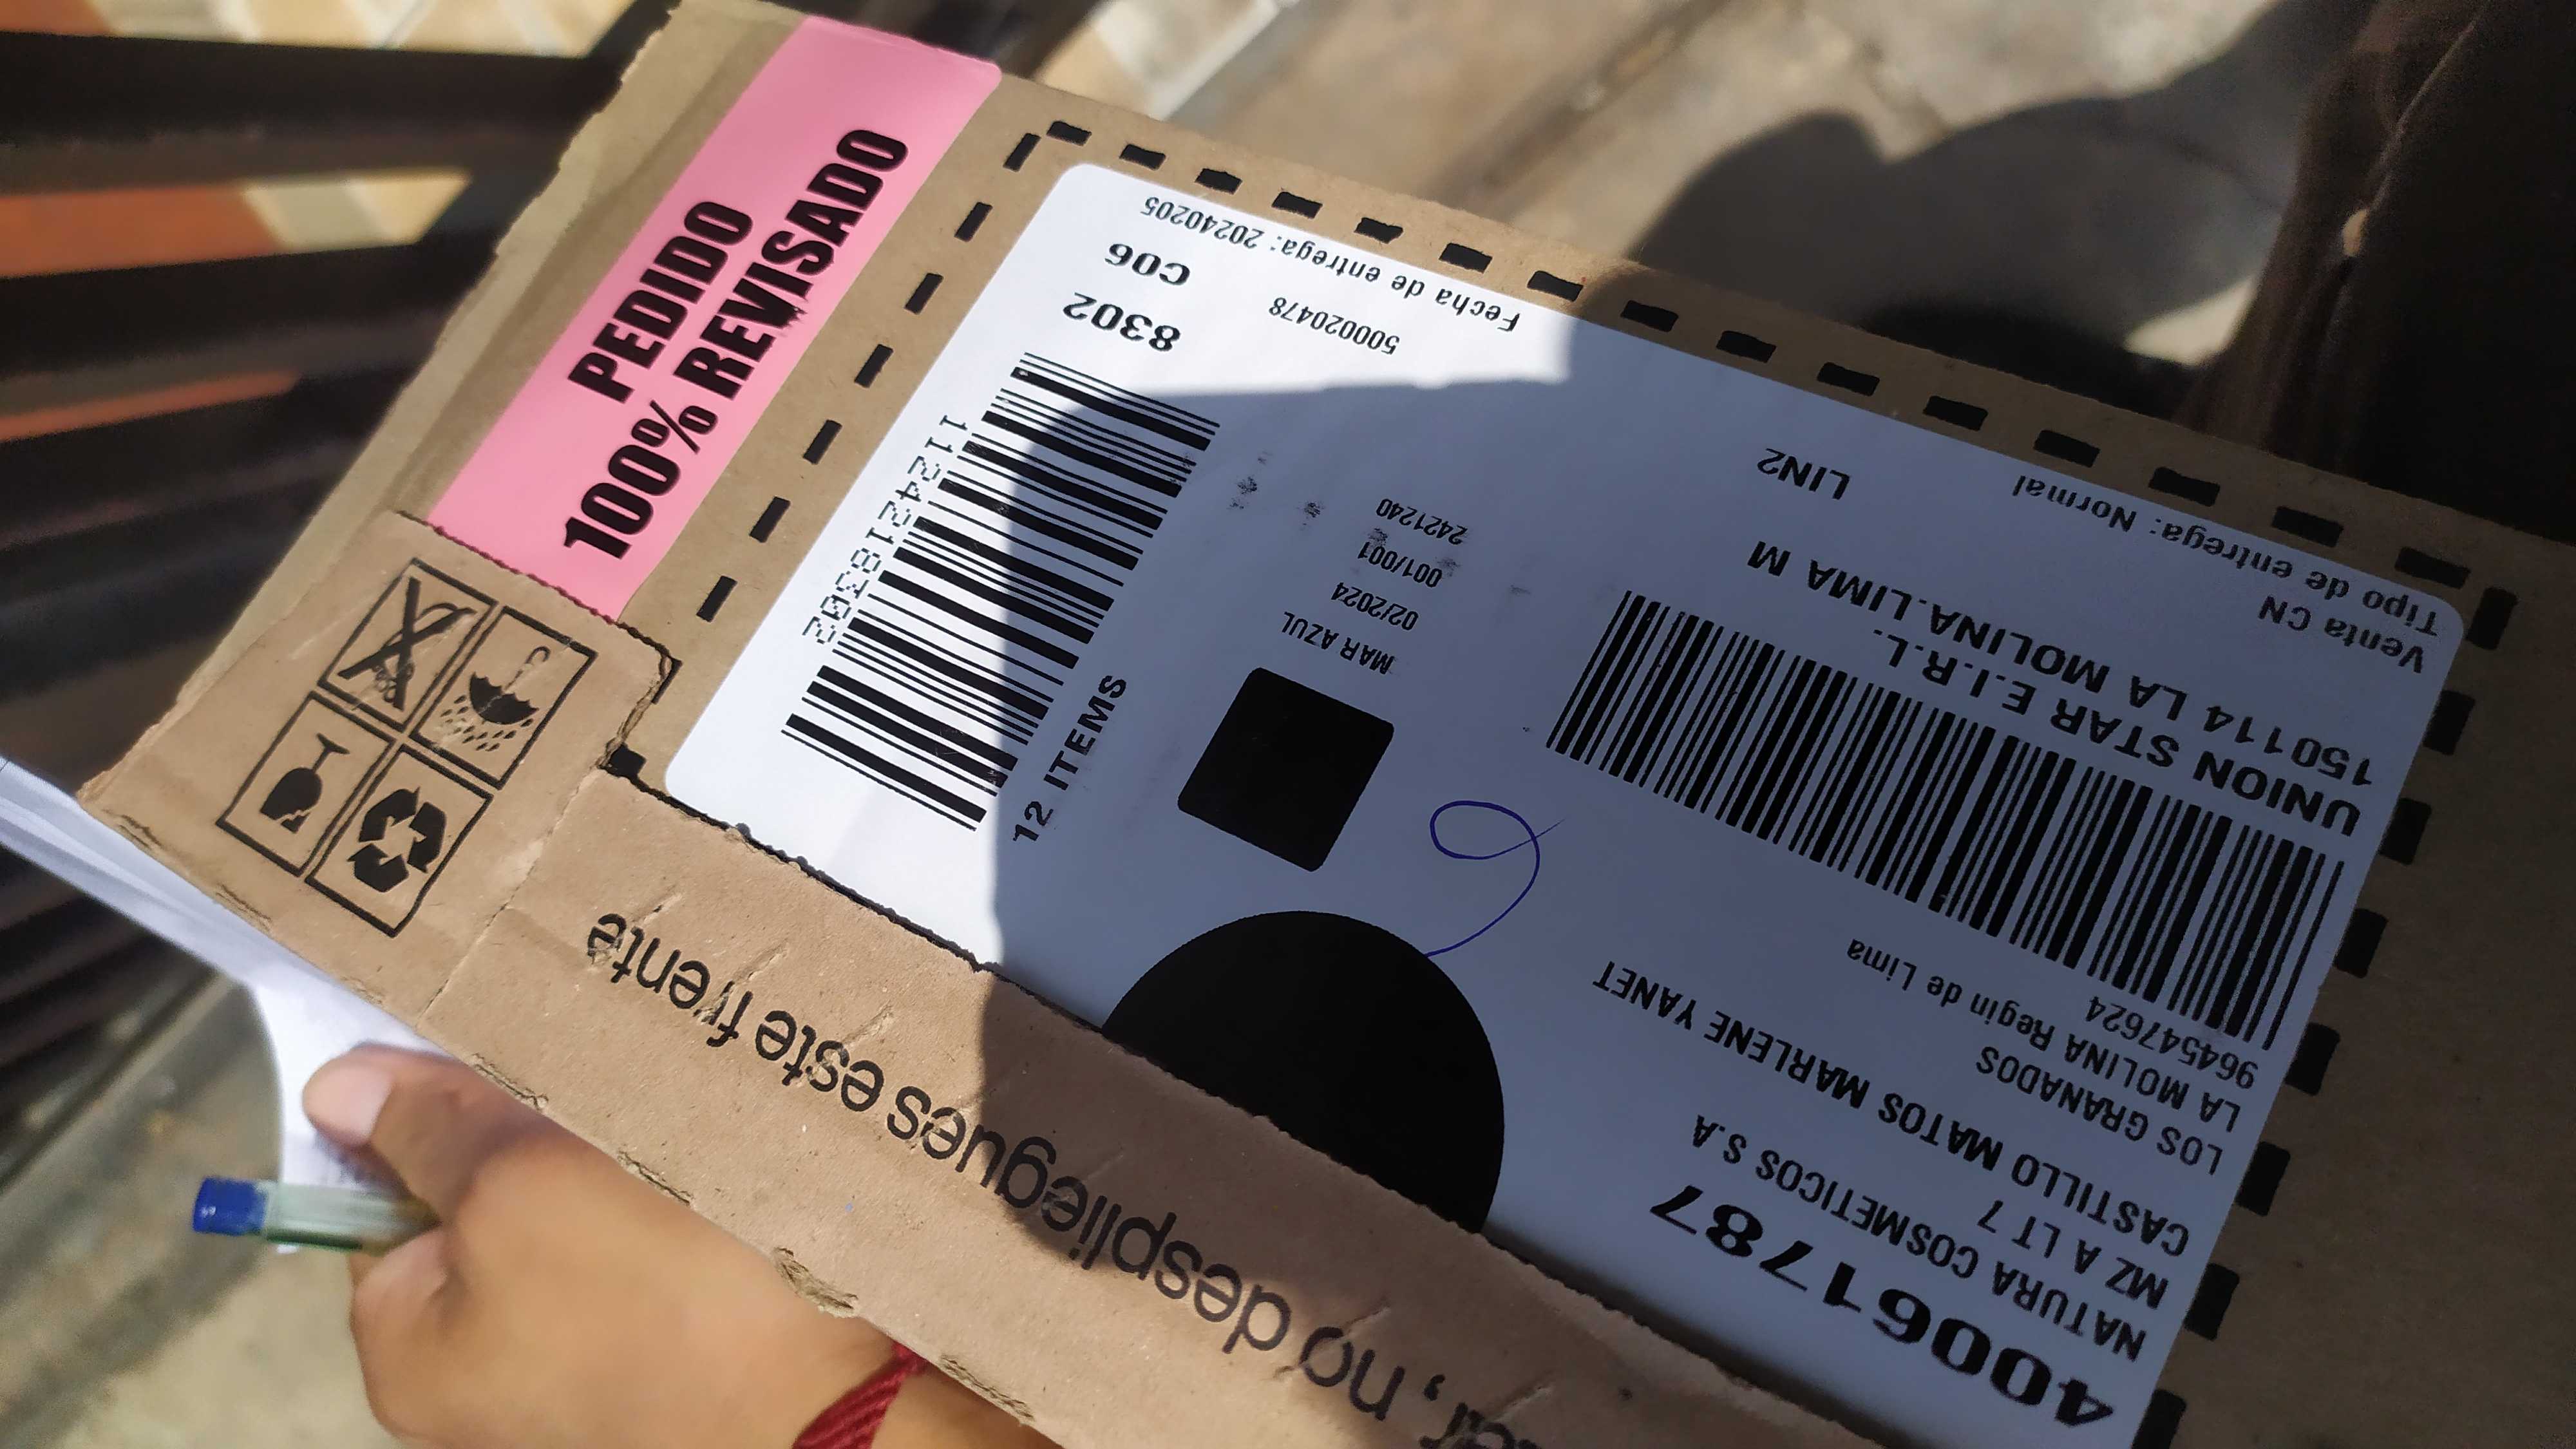 PEDIDO
100% REVISADO
40061787
NATURA COSMETICOS S.A
MZ A LT 7
CASTILLO MATOS MARLENE YANET
LOS GRANADOS
LA MOLINA Regin de Lima
964547624
UNION STAR E.I.R.L.
150114 LA MOLINA.LIMA M
Venta CN
Tipo de entrega: Normal
LIN2
MAR AZUL
02/2024
001/001
2421240
12 ITEMS
1124218302
8302
C06
500020478
Fecha de entrega: 20240205
, no despliegues este frente